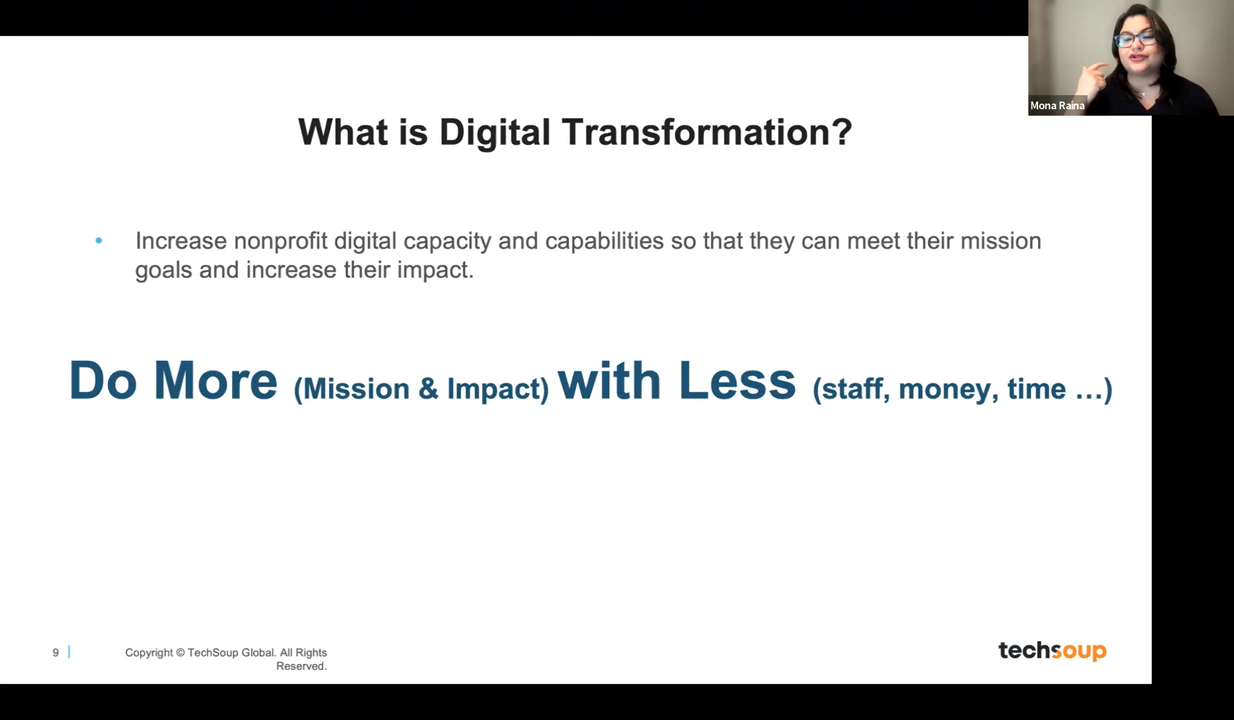 Mona Raina
What is Digital Transformation?
• Increase nonprofit digital capacity and capabilities so that they can meet their mission
goals and increase their impact.
Do More (Mission & Impact) with Less (staff, money, time …)
9
Copyright © TechSoup Global. All Rights
Reserved.
techsoup